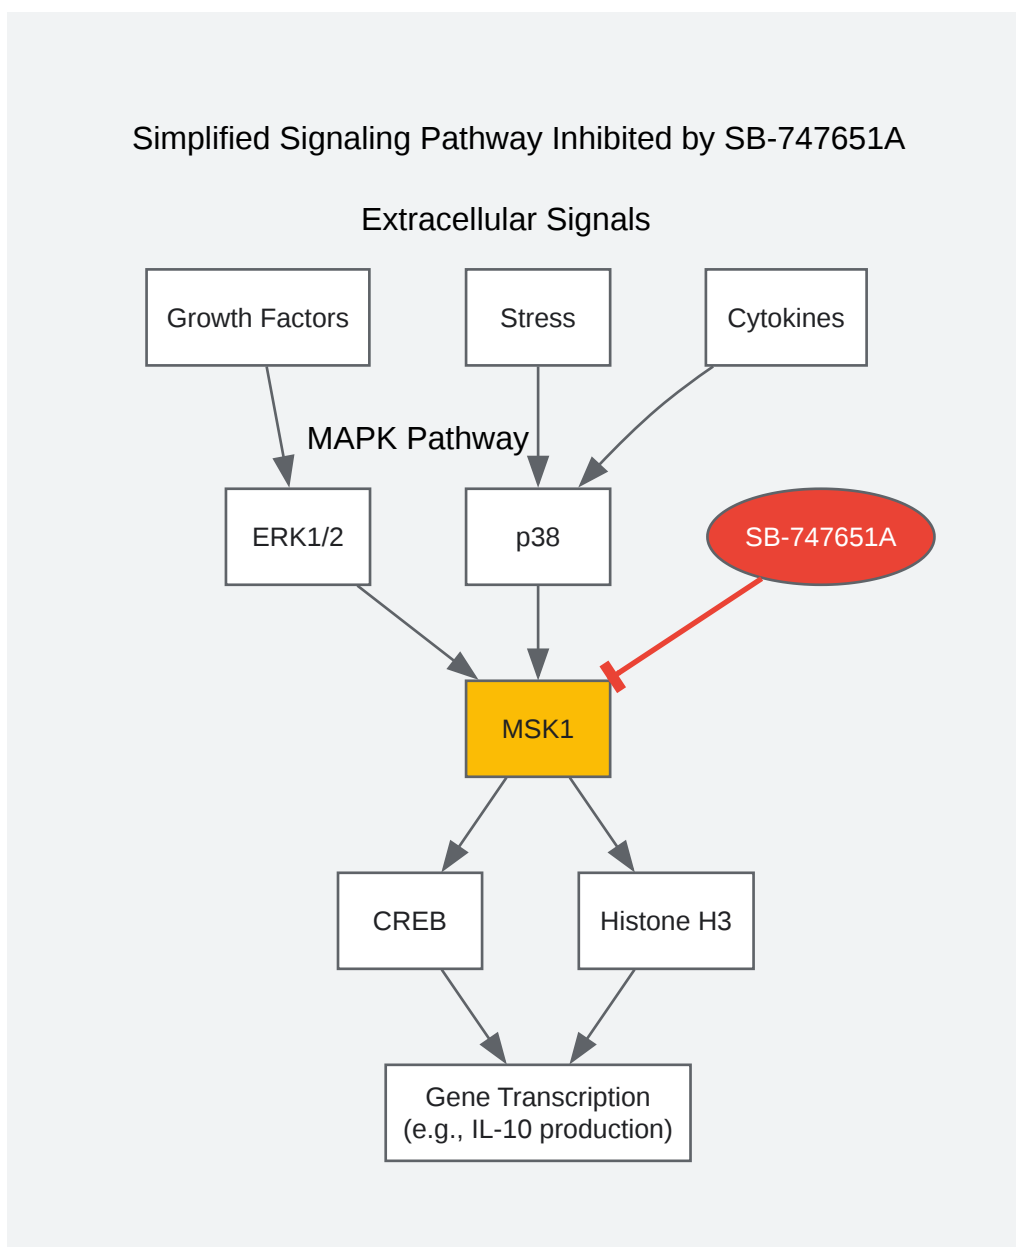 Simplified Signaling Pathway Inhibited by SB-747651A
Extracellular Signals
Growth Factors
Stress
Cytokines
MAPK Pathway
ERK1/2
p38
SB-747651A
MSK1
CREB
Histone H3
Gene Transcription
(e.g., IL-10 production)